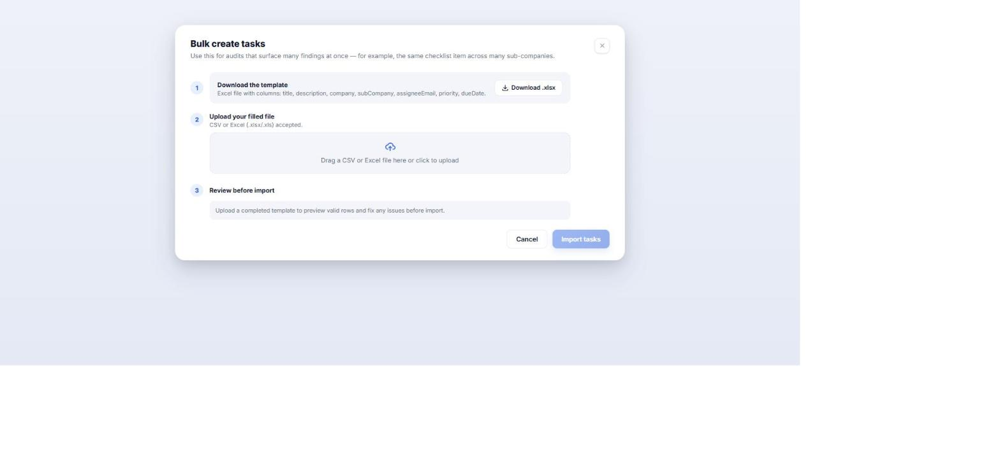 Bulk create tasks
Use this for audits that surface many findings at once — for example, the same checklist item across many sub-companies.
1
Download the template
Excel file with columns: title, description, company, subCompany, assigneeEmail, priority, dueDate.
Download .xlsx
2
Upload your filled file
CSV or Excel (.xlsx/.xls) accepted.
Drag a CSV or Excel file here or click to upload
3
Review before import
Upload a completed template to preview valid rows and fix any issues before import.
Cancel
Import tasks